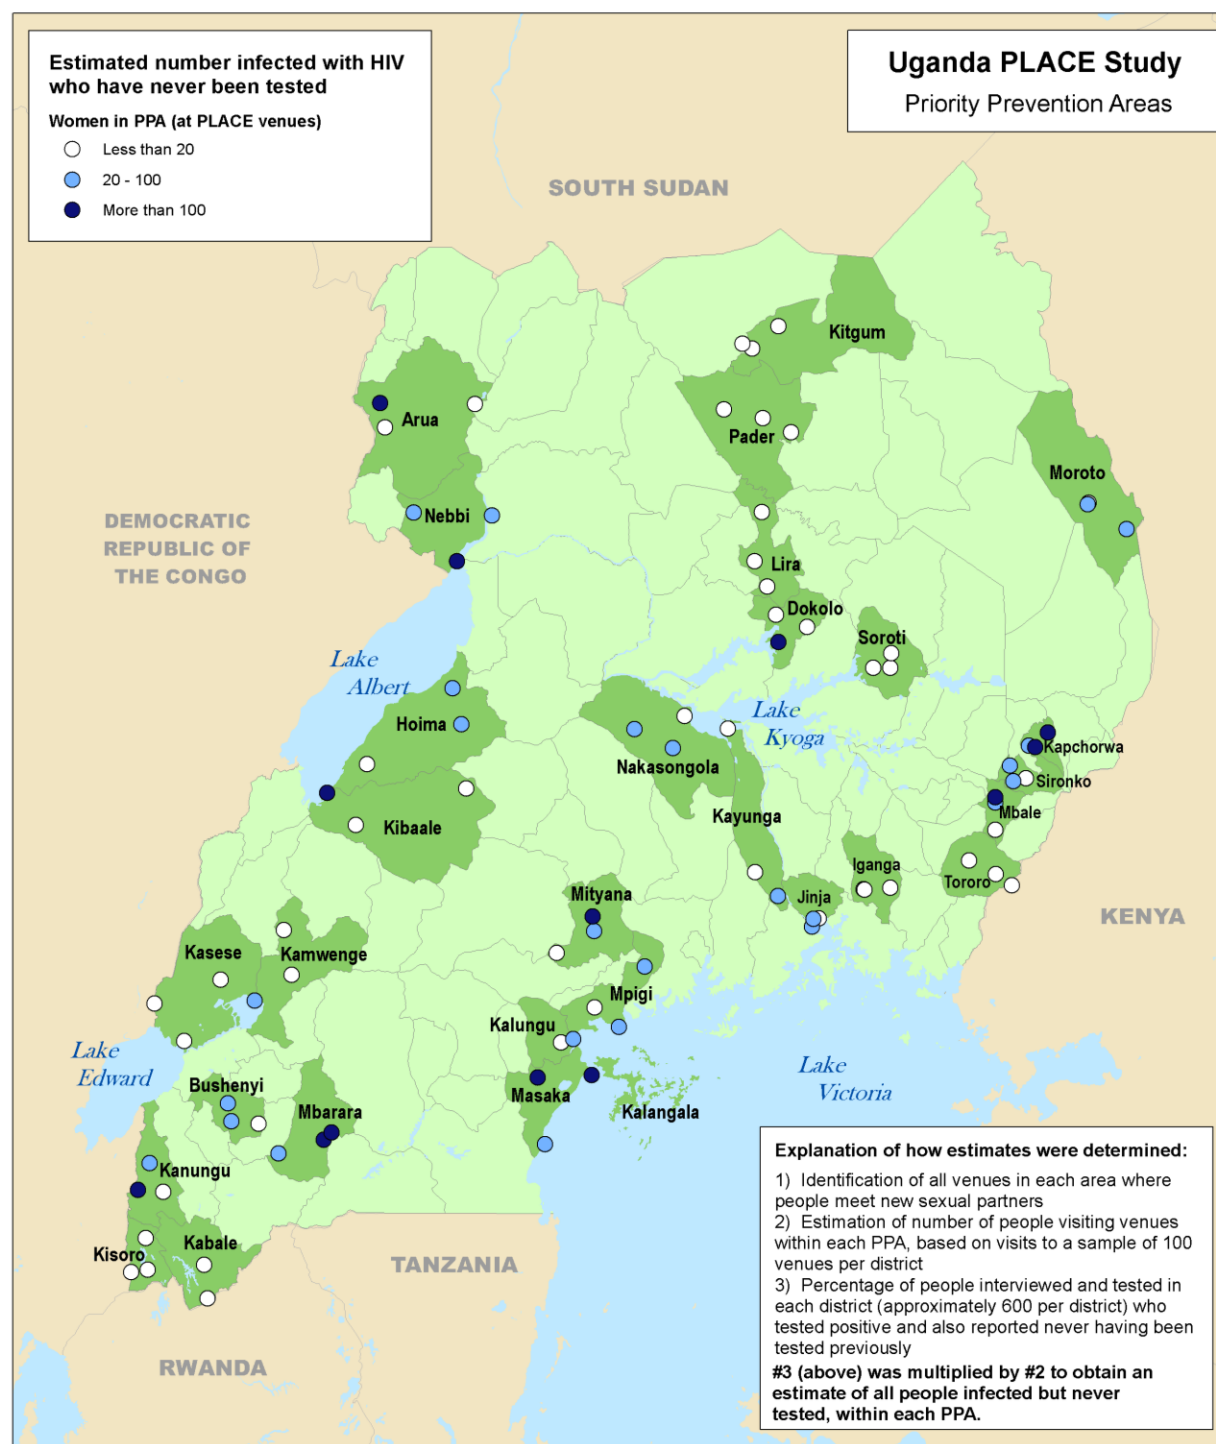 Estimated number infected with HIV
who have never been tested
Women in PPA (at PLACE venues)
Less than 20
20 - 100
More than 100
Uganda PLACE Study
Priority Prevention Areas
SOUTH SUDAN
Kitgum
Arua
Pader
Moroto
Nebbi
DEMOCRATIC
REPUBLIC OF
THE CONGO
Lira
Dokolo
Soroti
Lake
Albert
Hoima
Lake
Kyoga
Nakasongola
Kapchorwa
Sironko
Mbale
Kibaale
Kayunga
Iganga
Tororo
Jinja
Mityana
KENYA
Kasese
Kamwenge
Mpigi
Kalungu
Lake
Edward
Lake
Victoria
Bushenyi
Mbarara
Masaka
Kalangala
Kanungu
Kisoro
Kabale
TANZANIA
RWANDA
Explanation of how estimates were determined:
1) Identification of all venues in each area where
people meet new sexual partners
2) Estimation of number of people visiting venues
within each PPA, based on visits to a sample of 100
venues per district
3) Percentage of people interviewed and tested in
each district (approximately 600 per district) who
tested positive and also reported never having been
tested previously
#3 (above) was multiplied by #2 to obtain an
estimate of all people infected but never
tested, within each PPA.